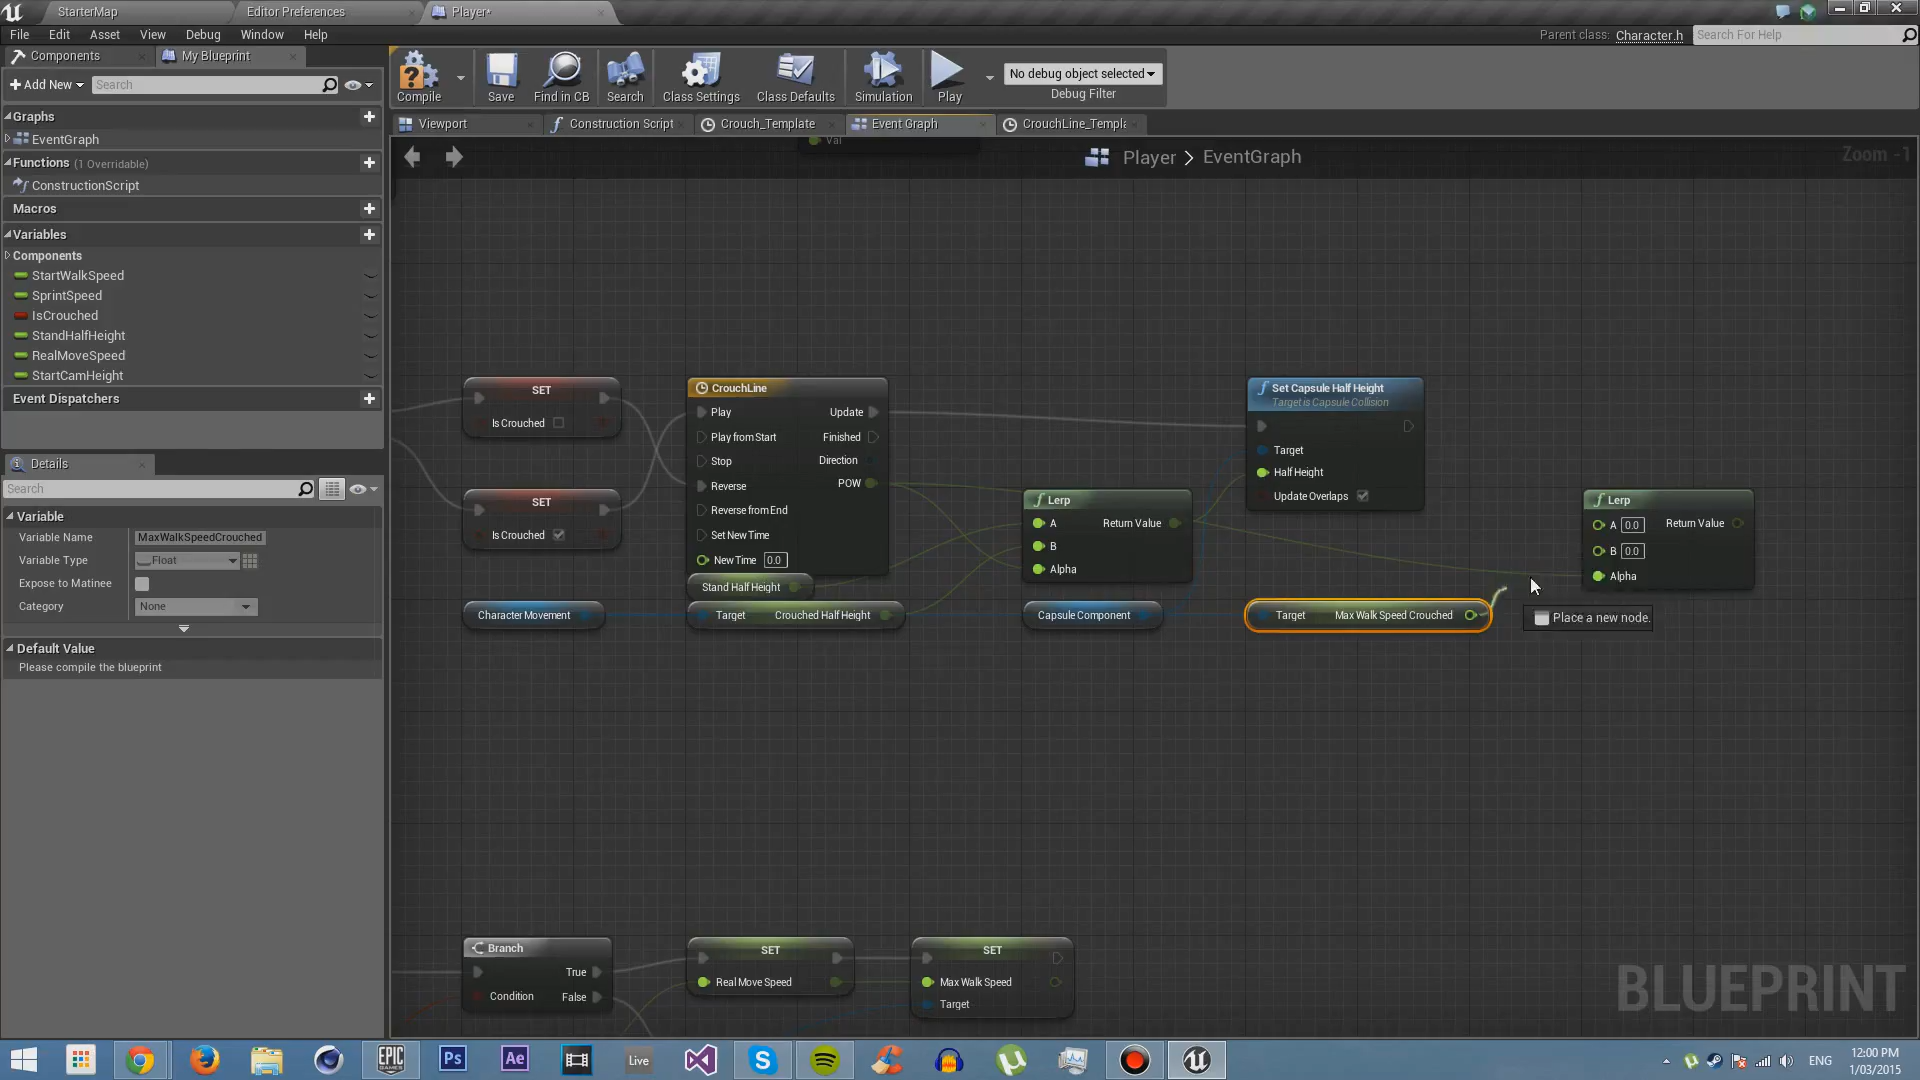 StarterMap
Editor Preferences
Player*
File Edit Asset View Debug Window Help
Parent class: Character.h
Search For Help
Components
My Blueprint
Add New
Search
Graphs
EventGraph
Functions (1 Overridable)
ConstructionScript
Macros
Variables
Components
StartWalkSpeed
SprintSpeed
IsCrouched
StandHalfHeight
RealMoveSpeed
StartCamHeight
Event Dispatchers
Details
Search
Variable
Variable Name MaxWalkSpeedCrouched
Variable Type Float
Expose to Matinee
Category None
Default Value
Please compile the blueprint
Compile
Save
Find in CB
Search
Class Settings
Class Defaults
Simulation
Play
No debug object selected
Debug Filter
Viewport
Construction Script
Crouch_Template
Event Graph
CrouchLine_Templ
Val
Player > EventGraph
Zoom -1
SET
Is Crouched
SET
Is Crouched
CrouchLine
Play Update
Play from Start Finished
Stop Direction
Reverse POW
Reverse from End
Set New Time
New Time 0.0
Stand Half Height
Character Movement
Target Crouched Half Height
Lerp
A Return Value
B
Alpha
Capsule Component
Set Capsule Half Height
Target is Capsule Collision
Target
Half Height
Update Overlaps
Target Max Walk Speed Crouched
Place a new node.
Lerp
A 0.0 Return Value
B 0.0
Alpha
Branch
True
Condition False
SET
Real Move Speed
SET
Max Walk Speed
Target
BLUEPRINT
EPIC
GAMES
Ps
Ae
Live
ENG
12:00 PM
1/03/2015